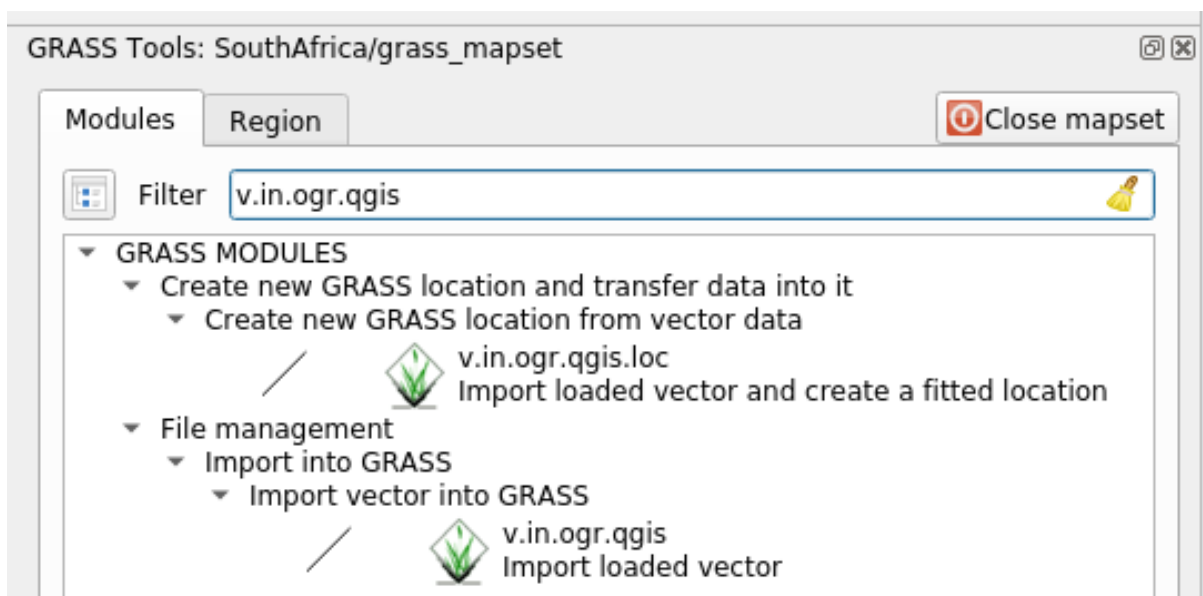 GRASS Tools: SouthAfrica/grass_mapset
Modules
Region
Close mapset
Filter
v.in.ogr.qgis
GRASS MODULES
Create new GRASS location and transfer data into it
Create new GRASS location from vector data
v.in.ogr.qgis.loc
Import loaded vector and create a fitted location
File management
Import into GRASS
Import vector into GRASS
v.in.ogr.qgis
Import loaded vector